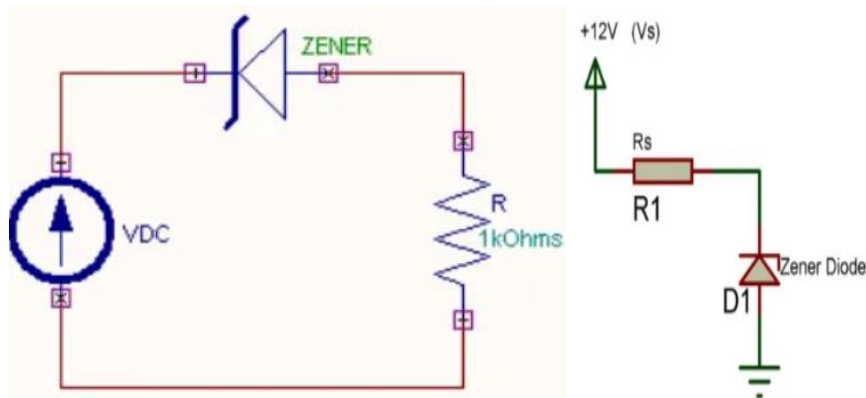 ZENER
VDC
R
1kOhms
+12V (Vs)
Rs
R1
Zener Diode
D1